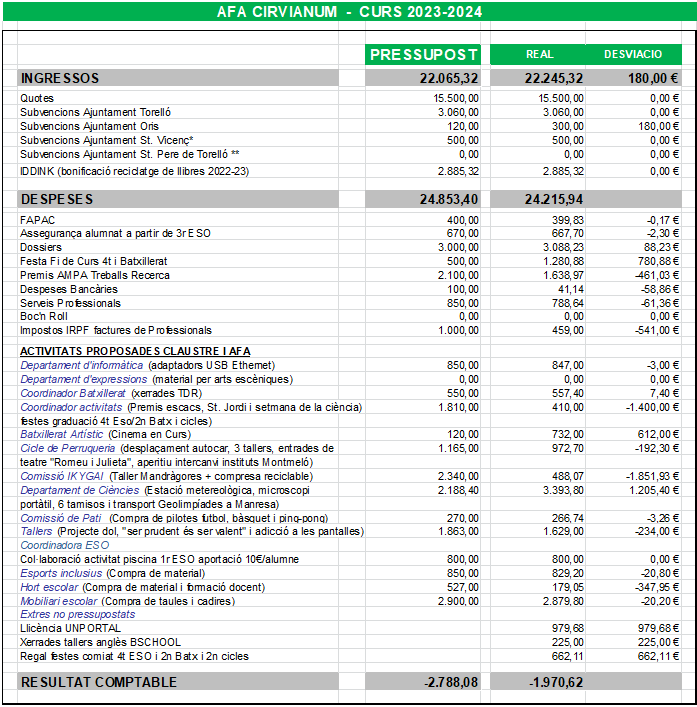 AFA CIRVIANUM - CURS 2023-2024
PRESSUPOST REAL DESVIACIO
INGRESSOS 22.065,32 22.245,32 180,00 €
Quotes 15.500,00 15.500,00 0,00 €
Subvencions Ajuntament Torelló 3.060,00 3.060,00 0,00 €
Subvencions Ajuntament Oris 120,00 300,00 180,00 €
Subvencions Ajuntament St. Vicenç* 500,00 500,00 0,00 €
Subvencions Ajuntament St. Pere de Torelló ** 0,00 0,00 0,00 €
IDDINK (bonificació reciclatge de llibres 2022-23) 2.885,32 2.885,32 0,00 €
DESPESES 24.853,40 24.215,94
FAPAC 400,00 399,83 -0,17 €
Assegurança alumnat a partir de 3r ESO 670,00 667,70 -2,30 €
Dossiers 3.000,00 3.088,23 88,23 €
Festa Fi de Curs 4t i Batxillerat 500,00 1.280,88 780,88 €
Premis AMPA Treballs Recerca 2.100,00 1.638,97 -461,03 €
Despeses Bancàries 100,00 41,14 -58,86 €
Serveis Professionals 850,00 788,64 -61,36 €
Boc'n Roll 0,00 0,00 0,00 €
Impostos IRPF factures de Professionals 1.000,00 459,00 -541,00 €
ACTIVITATS PROPOSADES CLAUSTRE I AFA
Departament d'informàtica (adaptadors USB Ethernet) 850,00 847,00 -3,00 €
Departament d'expressions (material per arts escèniques) 0,00 0,00 0,00 €
Coordinador Batxillerat (xerrades TDR) 550,00 557,40 7,40 €
Coordinador activitats (Premis escacs, St. Jordi i setmana de la ciència) 1.810,00 410,00 -1.400,00 €
festes graduació 4t Eso/2n Batx i cicles)
Batxillerat Artístic (Cinema en Curs) 120,00 732,00 612,00 €
Cicle de Perruqueria (desplaçament autocar, 3 tallers, entrades de 1.165,00 972,70 -192,30 €
teatre "Romeu i Julieta", aperitiu intercanvi instituts Montmeló)
Comissió IKYGAI (Taller Mandràgores + compresa reciclable) 2.340,00 488,07 -1.851,93 €
Departament de Ciències (Estació metereològica, microscopi 2.188,40 3.393,80 1.205,40 €
portàtil, 6 tamisos i transport Geolimpíades a Manresa)
Comissió de Pati (Compra de pilotes futbol, bàsquet i pinq-ponq) 270,00 266,74 -3,26 €
Tallers (Projecte dol, "ser prudent és ser valent" i adicció a les pantalles) 1.863,00 1.629,00 -234,00 €
Coordinadora ESO
Col·laboració activitat piscina 1r ESO aportació 10€/alumne 800,00 800,00 0,00 €
Esports inclusius (Compra de material) 850,00 829,20 -20,80 €
Hort escolar (Compra de material i formació docent) 527,00 179,05 -347,95 €
Mobiliari escolar (Compra de taules i cadires) 2.900,00 2.879,80 -20,20 €
Extres no pressupostats
Llicència UNPORTAL 979,68 979,68 €
Xerrades tallers anglès BSCHOOL 225,00 225,00 €
Regal festes comiat 4t ESO i 2n Batx i 2n cicles 662,11 662,11 €
RESULTAT COMPTABLE -2.788,08 -1.970,62